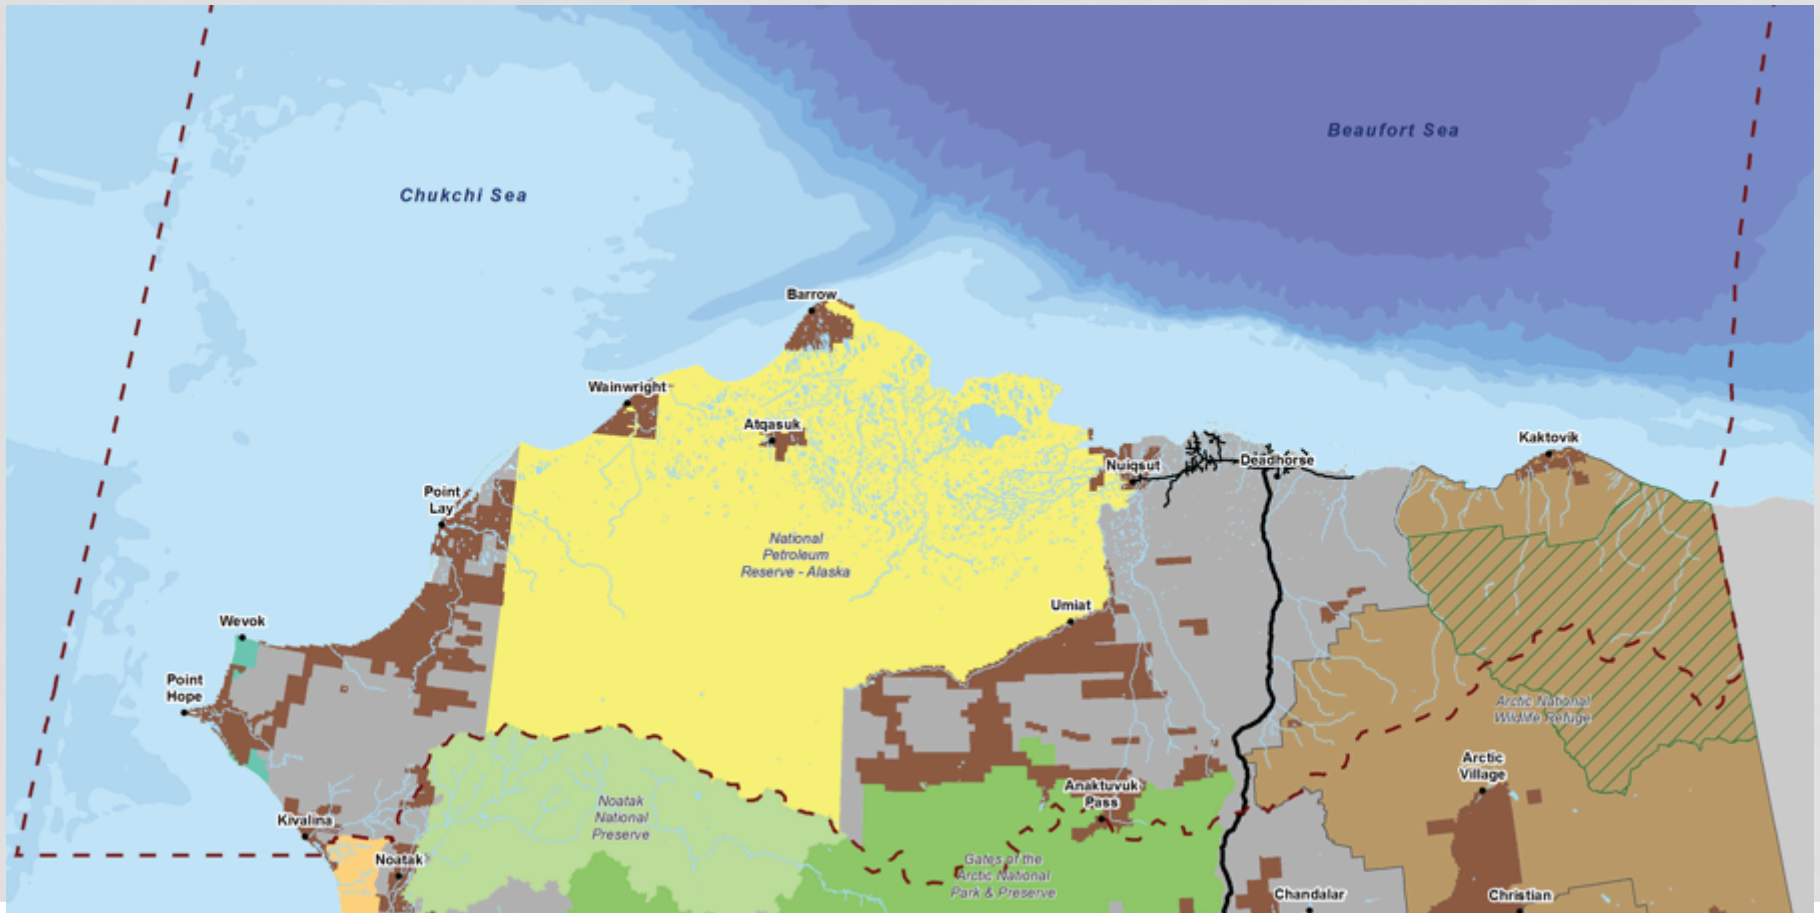 Beaufort Sea
Chukchi Sea
Barrow
Wainwright
Atqasuk
Kaktovik
Nuiqsut
Deadhorse
Point
Lay
National
Petroleum
Reserve - Alaska
Umiat
Wevok
Point
Hope
Arctic National
Wildlife Refuge
Arctic
Village
Anaktuvuk
Pass
Noatak
National
Preserve
Kivalina
Noatak
Gates of the
Arctic National
Park & Preserve
Chandalar
Christian